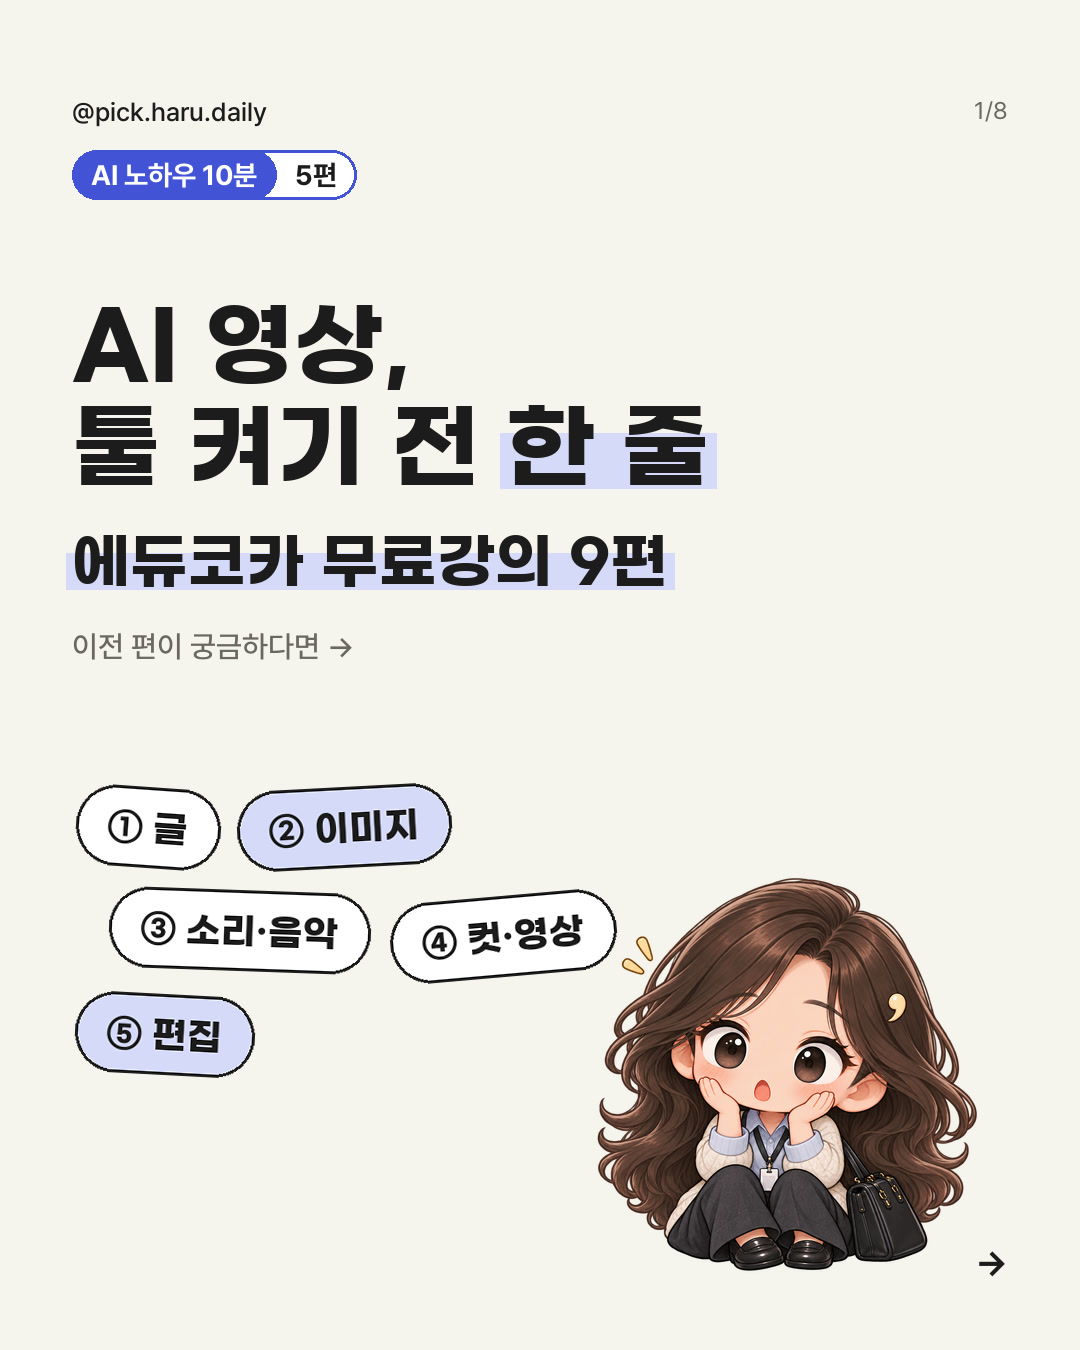 @pick.haru.daily
1/8
AI 노하우 10분 5편
AI 영상,
툴 켜기 전 한 줄
에듀코카 무료강의 9편
이전 편이 궁금하다면 →
① 글
② 이미지
③ 소리·음악
④ 컷·영상
⑤ 편집
→